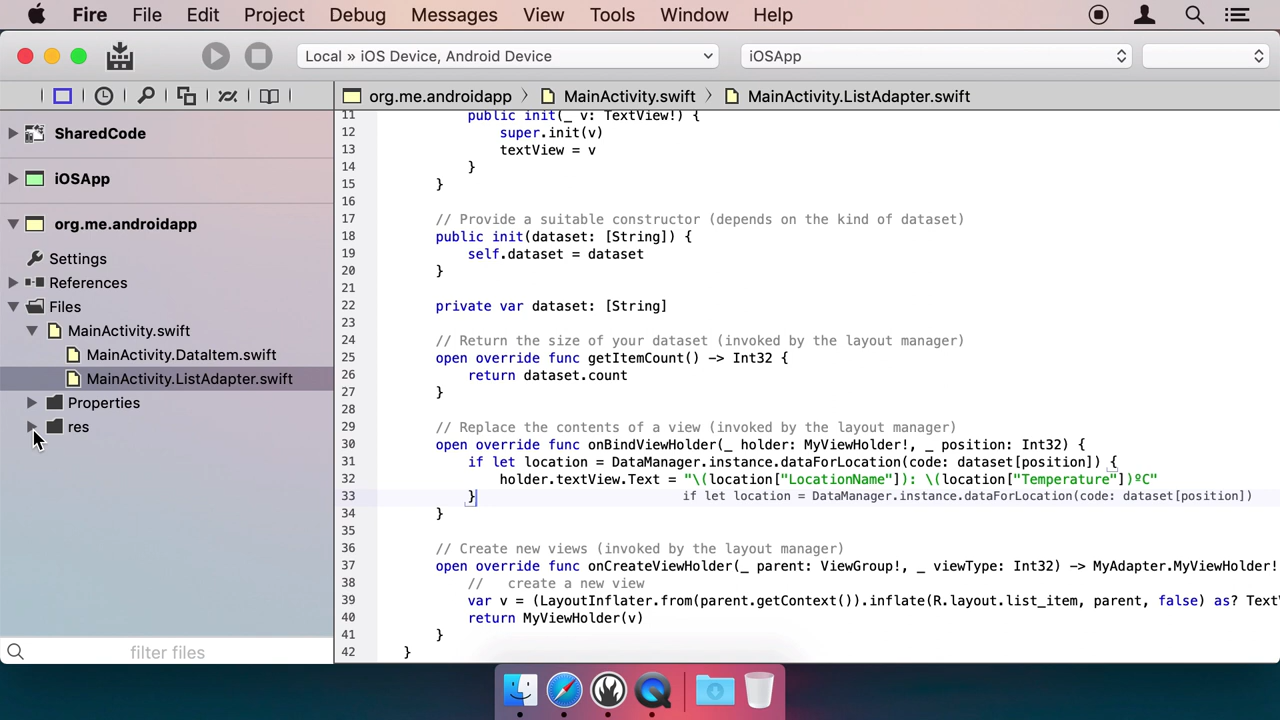 Fire File Edit Project Debug Messages View Tools Window Help
Local » iOS Device, Android Device
iOSApp
org.me.androidapp 〉 MainActivity.swift 〉 MainActivity.ListAdapter.swift
SharedCode
iOSApp
org.me.androidapp
Settings
References
Files
MainActivity.swift
MainActivity.DataItem.swift
MainActivity.ListAdapter.swift
Properties
res
filter files
11 public init(_ v: TextView!) {
12 super.init(v)
13 textView = v
14 }
15 }
16
17 // Provide a suitable constructor (depends on the kind of dataset)
18 public init(dataset: [String]) {
19 self.dataset = dataset
20 }
21
22 private var dataset: [String]
23
24 // Return the size of your dataset (invoked by the layout manager)
25 open override func getItemCount() -> Int32 {
26 return dataset.count
27 }
28
29 // Replace the contents of a view (invoked by the layout manager)
30 open override func onBindViewHolder(_ holder: MyViewHolder!, _ position: Int32) {
31 if let location = DataManager.instance.dataForLocation(code: dataset[position]) {
32 holder.textView.Text = "\(location["LocationName"]): \(location["Temperature"])ºC"
33 } if let location = DataManager.instance.dataForLocation(code: dataset[position])
34 }
35
36 // Create new views (invoked by the layout manager)
37 open override func onCreateViewHolder(_ parent: ViewGroup!, _ viewType: Int32) -> MyAdapter.MyViewHolder!
38 // create a new view
39 var v = (LayoutInflater.from(parent.getContext()).inflate(R.layout.list_item, parent, false) as? Text
40 return MyViewHolder(v)
41 }
42 }